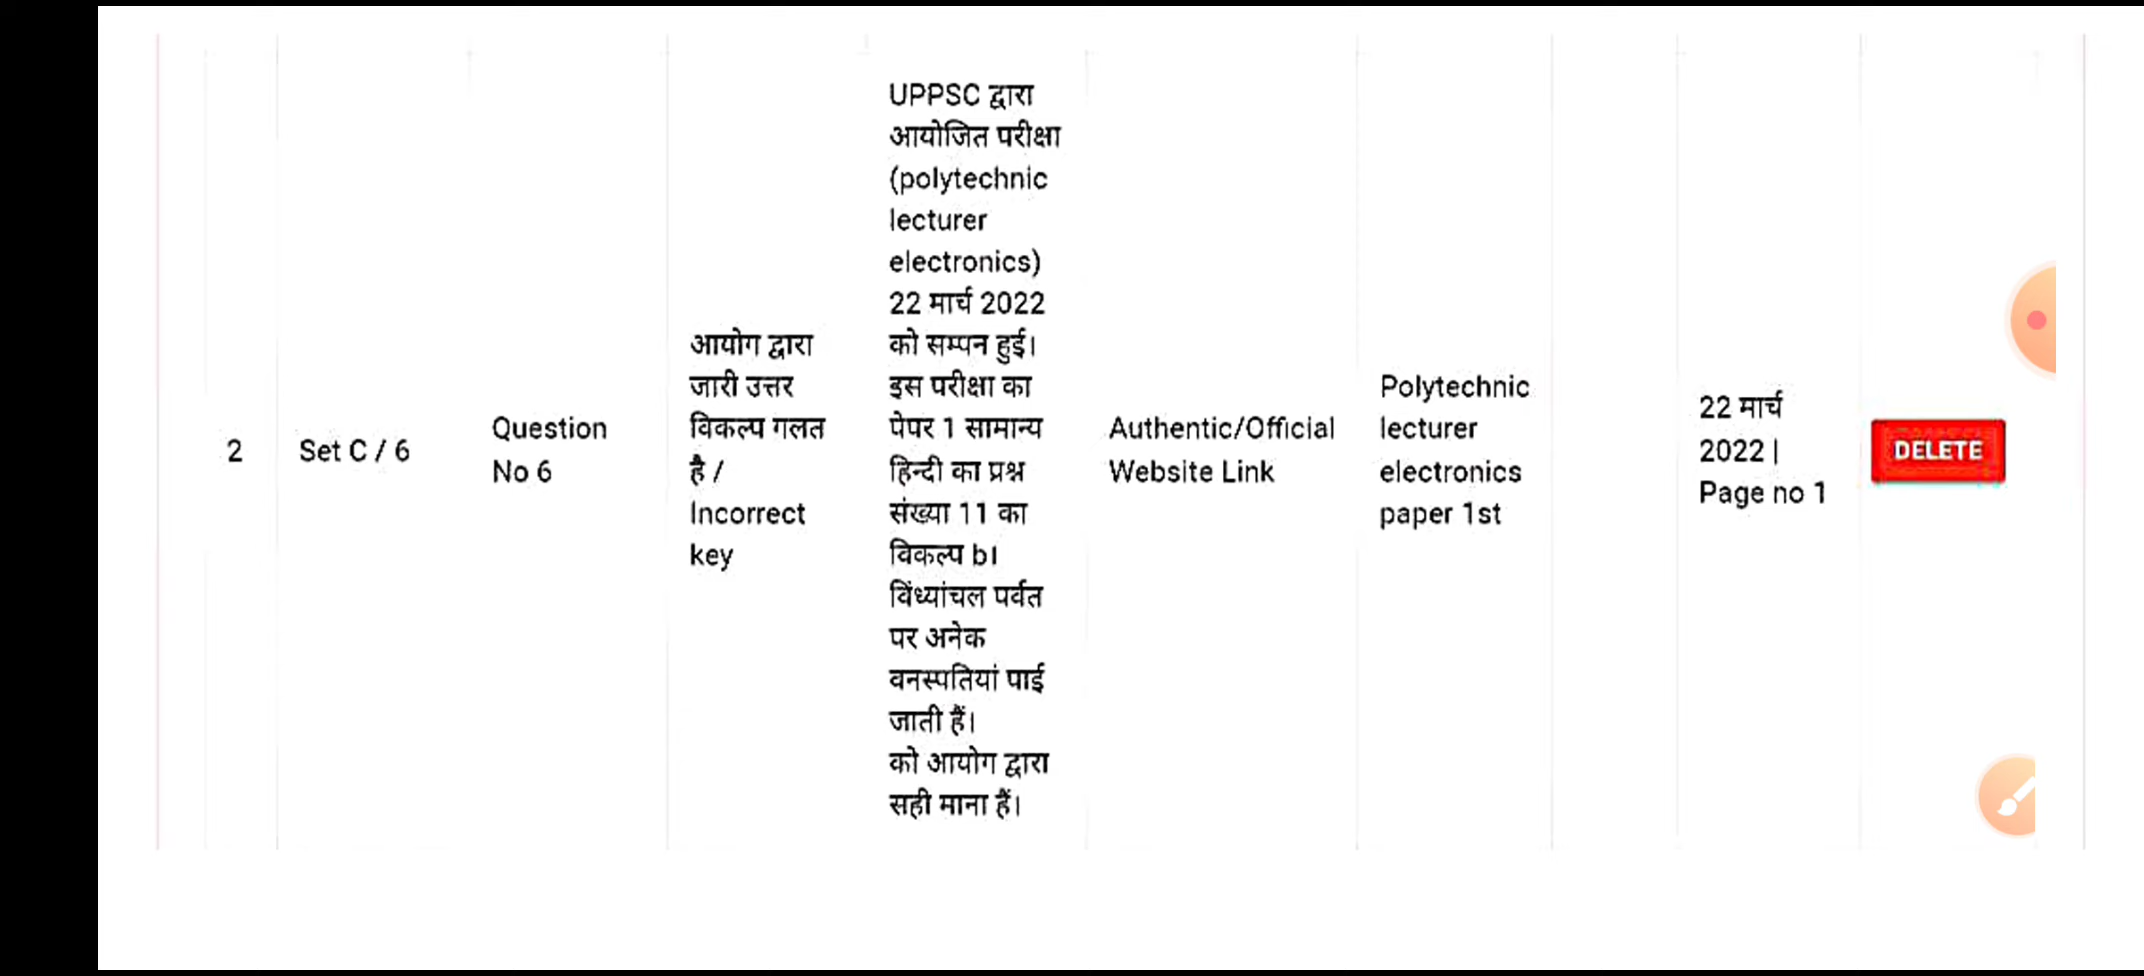 2
Set C / 6
Question
No 6
आयोग द्वारा
जारी उत्तर
विकल्प गलत
है /
Incorrect
key
UPPSC द्वारा
आयोजित परीक्षा
(polytechnic
lecturer
electronics)
22 मार्च 2022
को सम्पन हुई।
इस परीक्षा का
पेपर 1 सामान्य
हिन्दी का प्रश्न
संख्या 11 का
विकल्प b।
विंध्यांचल पर्वत
पर अनेक
वनस्पतियां पाई
जाती हैं।
को आयोग द्वारा
सही माना हैं।
Authentic/Official
Website Link
Polytechnic
lecturer
electronics
paper 1st
22 मार्च
2022 |
Page no 1
DELETE